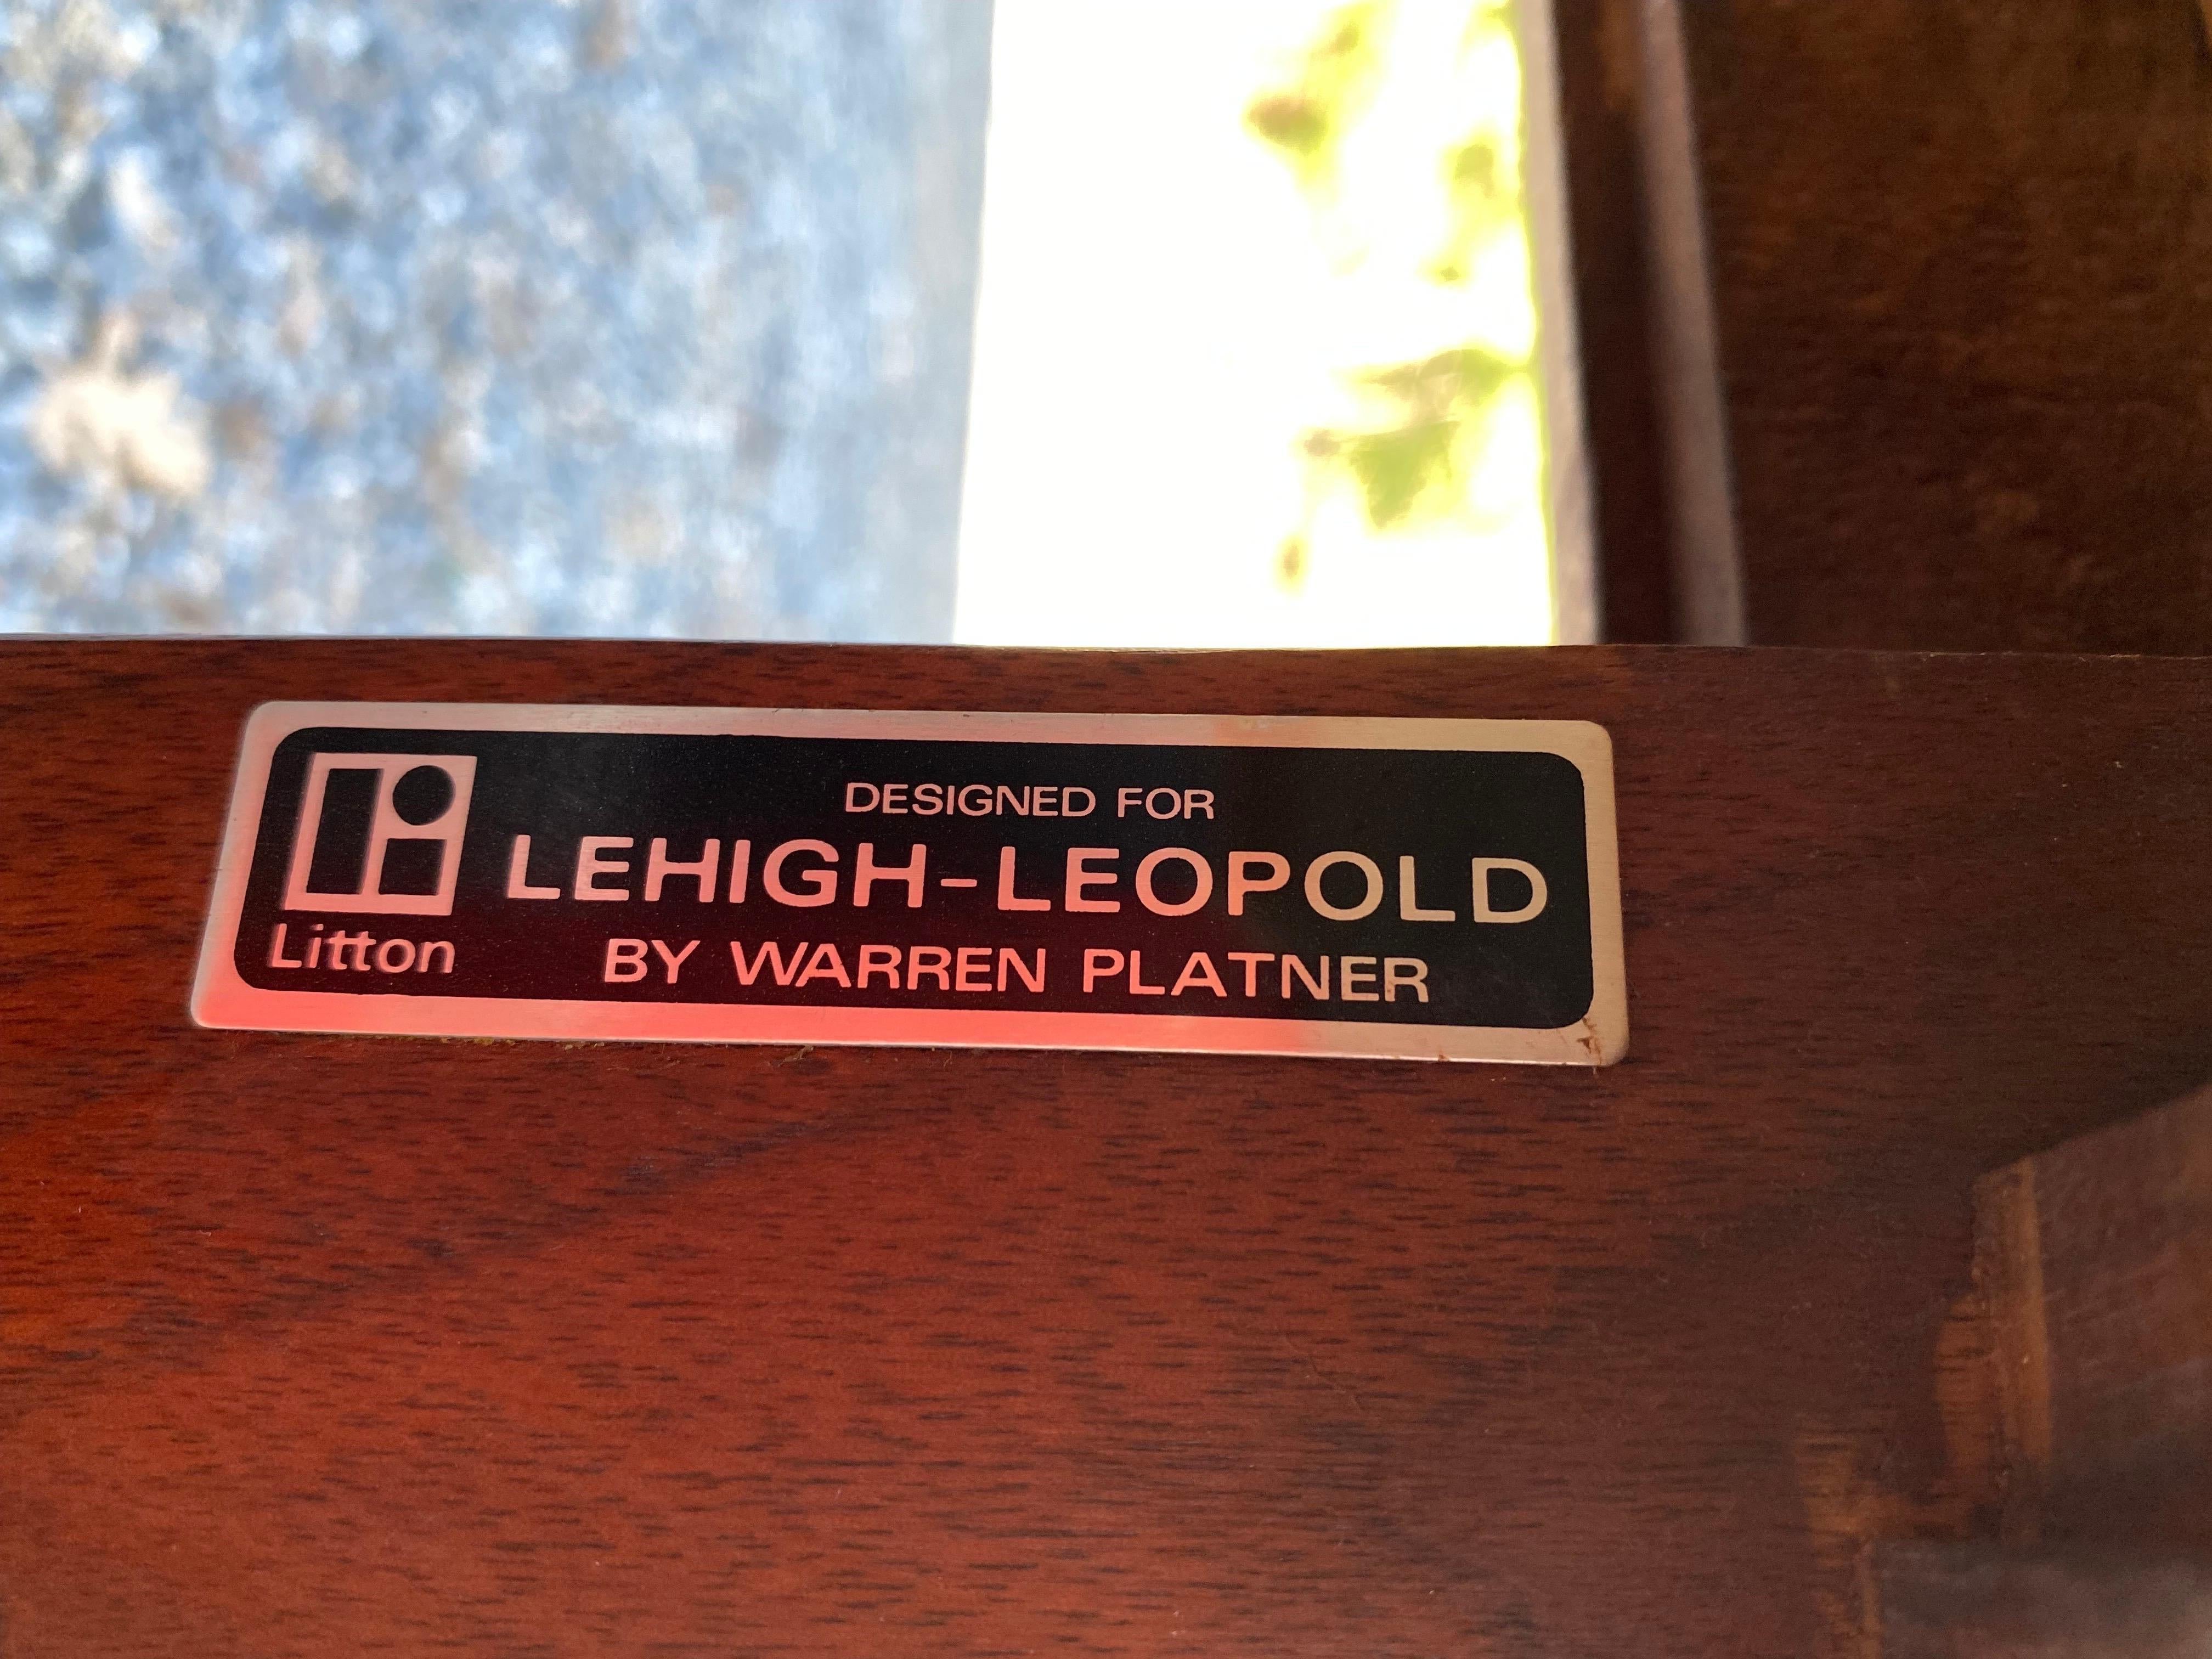 DESIGNED FOR
LEHIGH-LEOPOLD
BY WARREN PLATNER
Litton